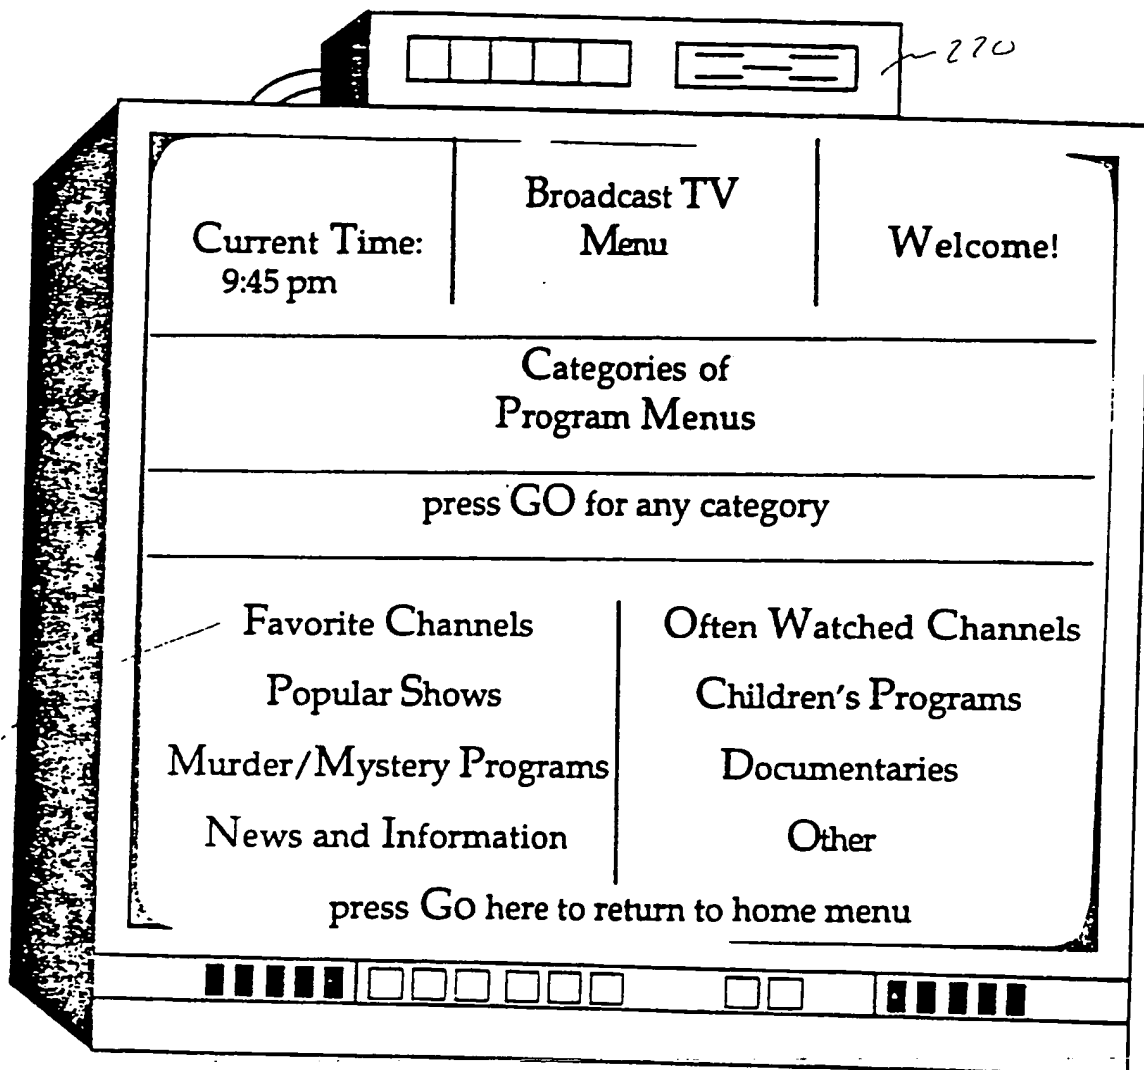 220
Broadcast TV
Menu
Current Time:
9:45 pm
Welcome!
Categories of
Program Menus
press GO for any category
Favorite Channels
Often Watched Channels
Popular Shows
Children's Programs
Murder/Mystery Programs
Documentaries
News and Information
Other
press GO here to return to home menu